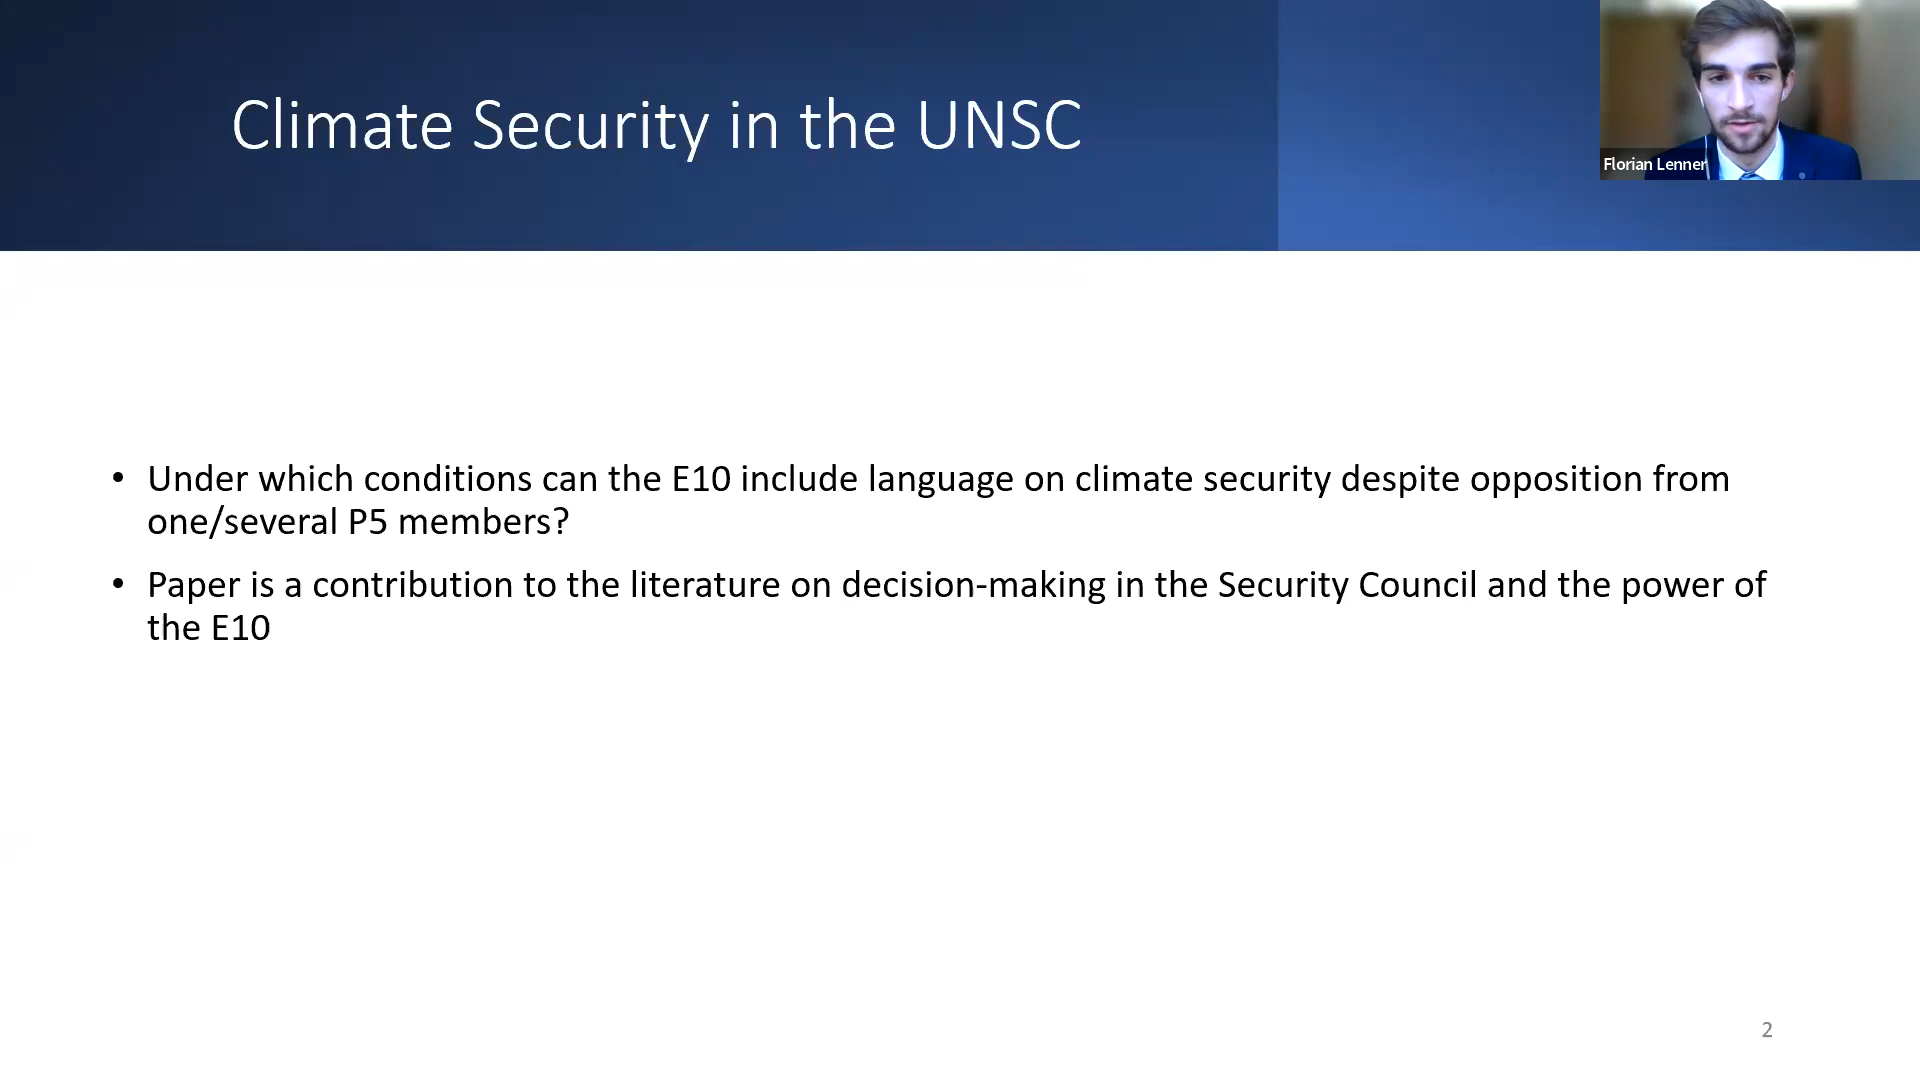 Climate Security in the UNSC
Florian Lenner
• Under which conditions can the E10 include language on climate security despite opposition from
one/several P5 members?
• Paper is a contribution to the literature on decision-making in the Security Council and the power of
the E10
2